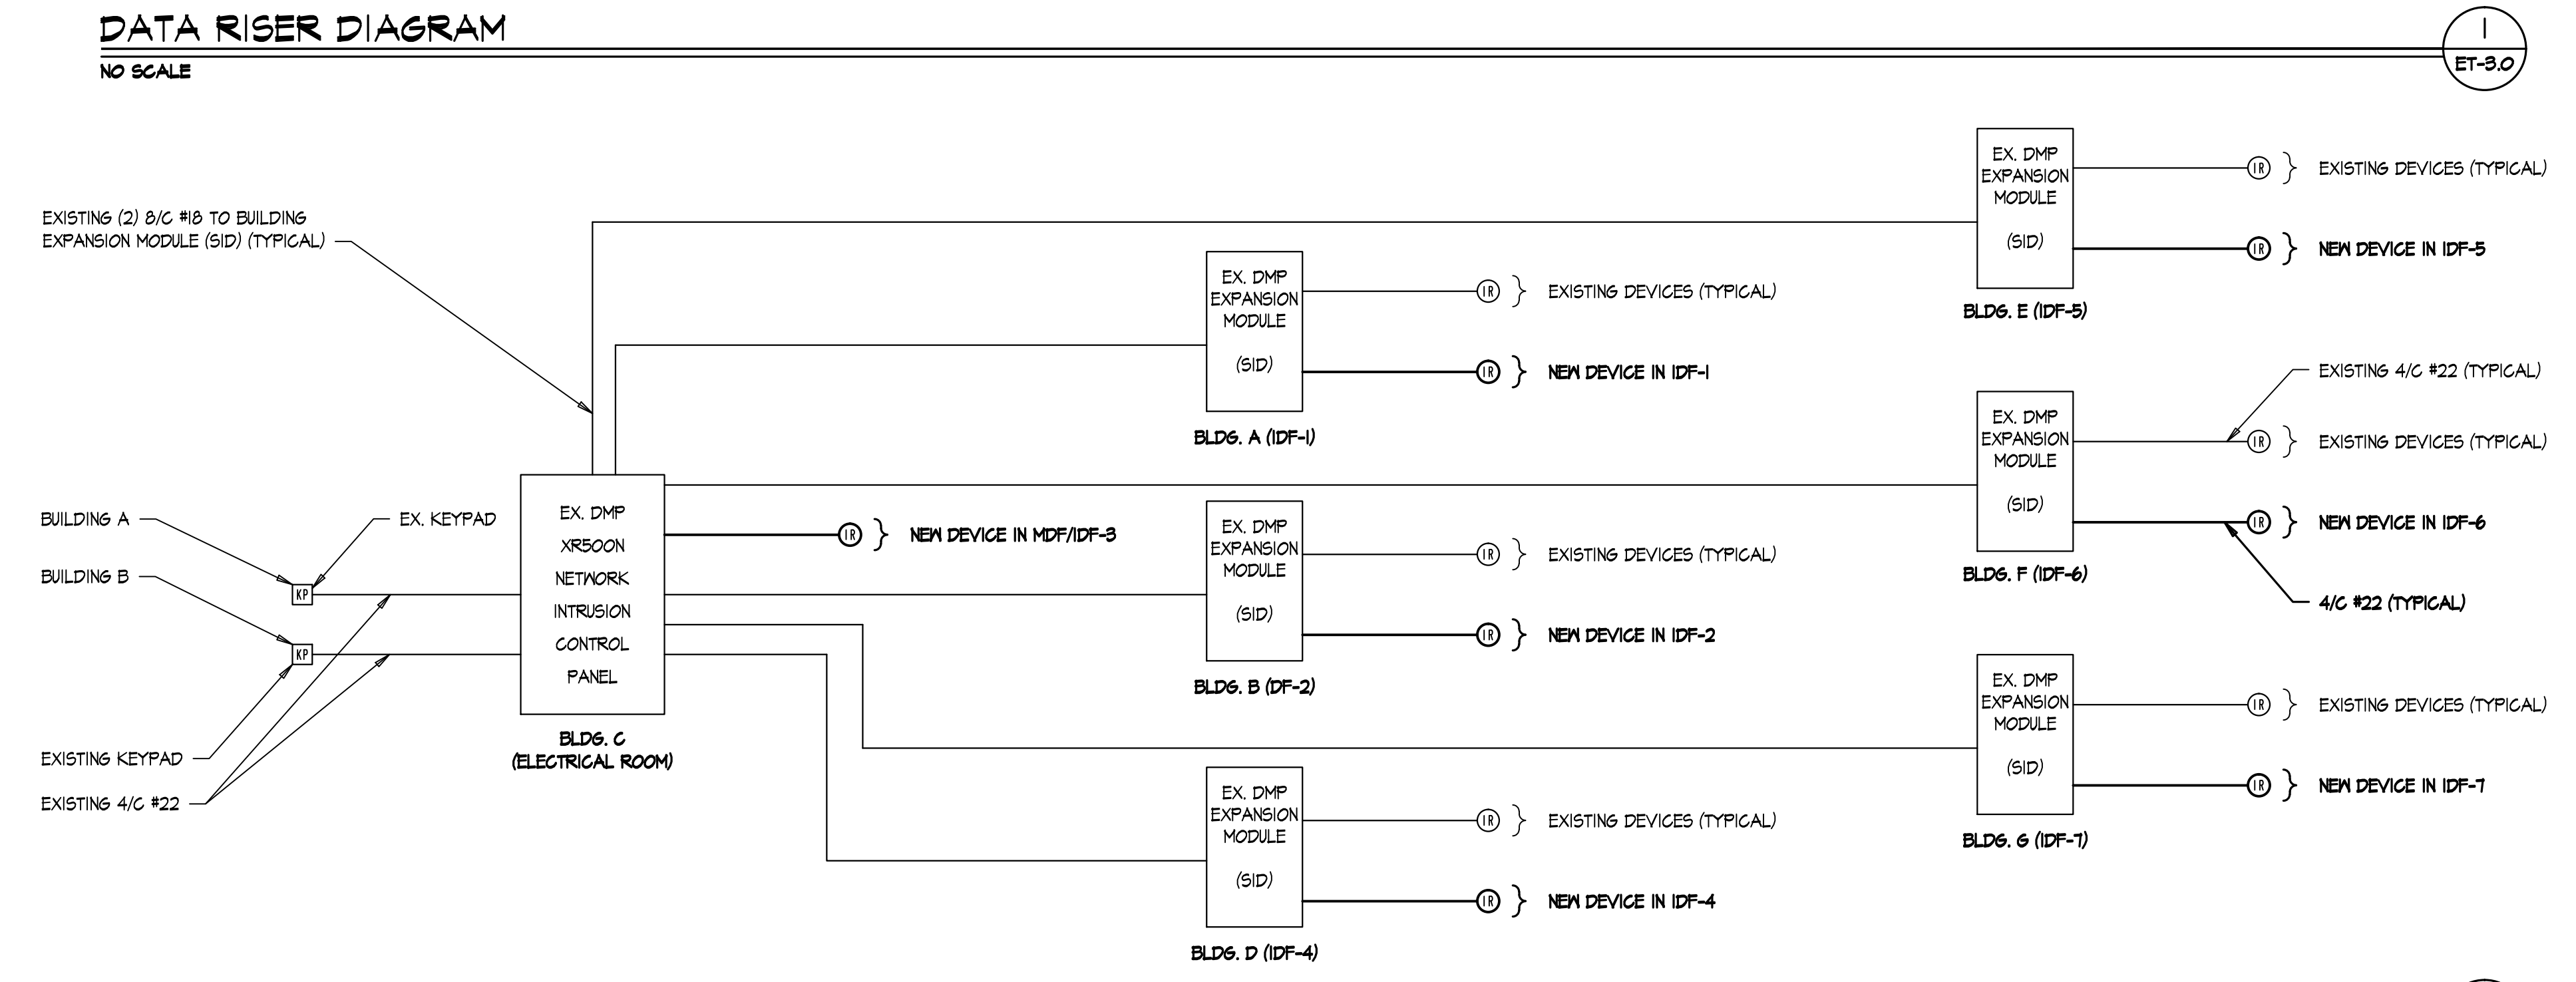 DATA RISER DIAGRAM
NO SCALE
1
ET-3.0
EXISTING (2) 8/C #18 TO BUILDING
EXPANSION MODULE (SID) (TYPICAL)
BUILDING A
EX. KEYPAD
BUILDING B
KP
KP
EXISTING KEYPAD
EXISTING 4/C #22
EX. DMP
XR500N
NETWORK
INTRUSION
CONTROL
PANEL
BLDG. C
(ELECTRICAL ROOM)
IR
NEW DEVICE IN MDF/IDF-3
EX. DMP
EXPANSION
MODULE
(SID)
BLDG. A (IDF-1)
IR
EXISTING DEVICES (TYPICAL)
IR
NEW DEVICE IN IDF-1
EX. DMP
EXPANSION
MODULE
(SID)
BLDG. B (DF-2)
IR
EXISTING DEVICES (TYPICAL)
IR
NEW DEVICE IN IDF-2
EX. DMP
EXPANSION
MODULE
(SID)
BLDG. D (IDF-4)
IR
EXISTING DEVICES (TYPICAL)
IR
NEW DEVICE IN IDF-4
EX. DMP
EXPANSION
MODULE
(SID)
BLDG. E (IDF-5)
IR
EXISTING DEVICES (TYPICAL)
IR
NEW DEVICE IN IDF-5
EX. DMP
EXPANSION
MODULE
(SID)
BLDG. F (IDF-6)
EXISTING 4/C #22 (TYPICAL)
IR
EXISTING DEVICES (TYPICAL)
IR
NEW DEVICE IN IDF-6
4/C #22 (TYPICAL)
EX. DMP
EXPANSION
MODULE
(SID)
BLDG. G (IDF-7)
IR
EXISTING DEVICES (TYPICAL)
IR
NEW DEVICE IN IDF-7